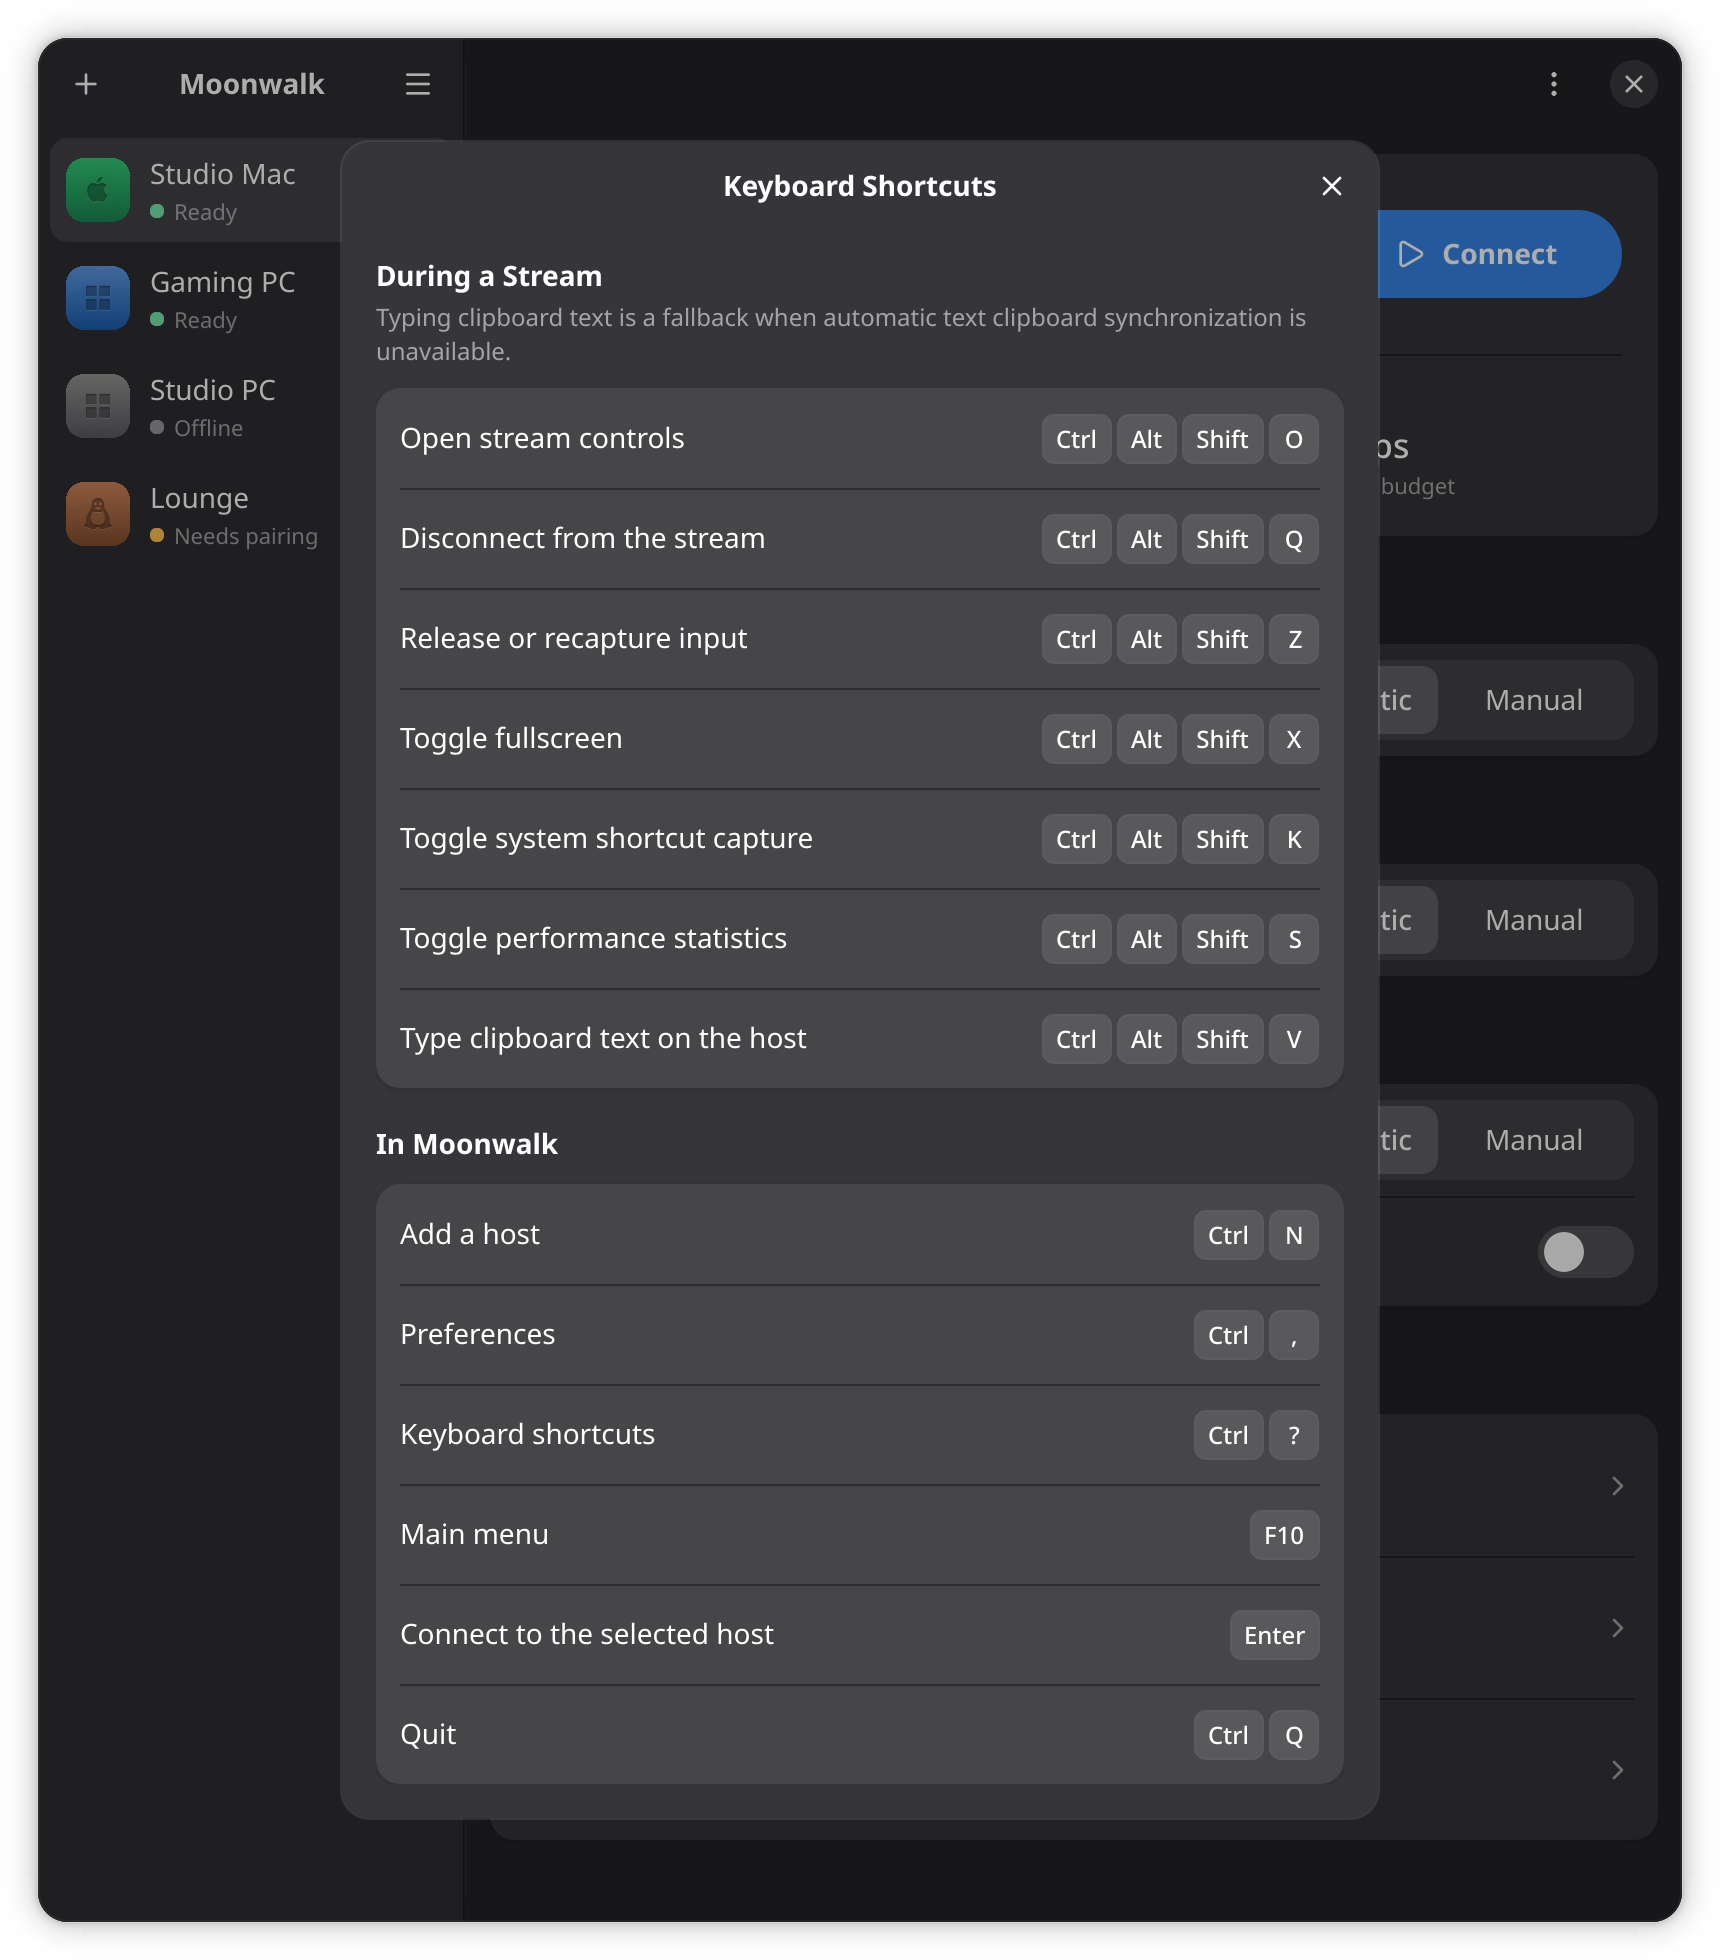 Moonwalk
Studio Mac
Ready
Gaming PC
Ready
Studio PC
Offline
Lounge
Needs pairing
Keyboard Shortcuts
During a Stream
Typing clipboard text is a fallback when automatic text clipboard synchronization is
unavailable.
Open stream controls Ctrl Alt Shift O
Disconnect from the stream Ctrl Alt Shift Q
Release or recapture input Ctrl Alt Shift Z
Toggle fullscreen Ctrl Alt Shift X
Toggle system shortcut capture Ctrl Alt Shift K
Toggle performance statistics Ctrl Alt Shift S
Type clipboard text on the host Ctrl Alt Shift V
In Moonwalk
Add a host Ctrl N
Preferences Ctrl ,
Keyboard shortcuts Ctrl ?
Main menu F10
Connect to the selected host Enter
Quit Ctrl Q
Connect
budget
Manual
Manual
Manual